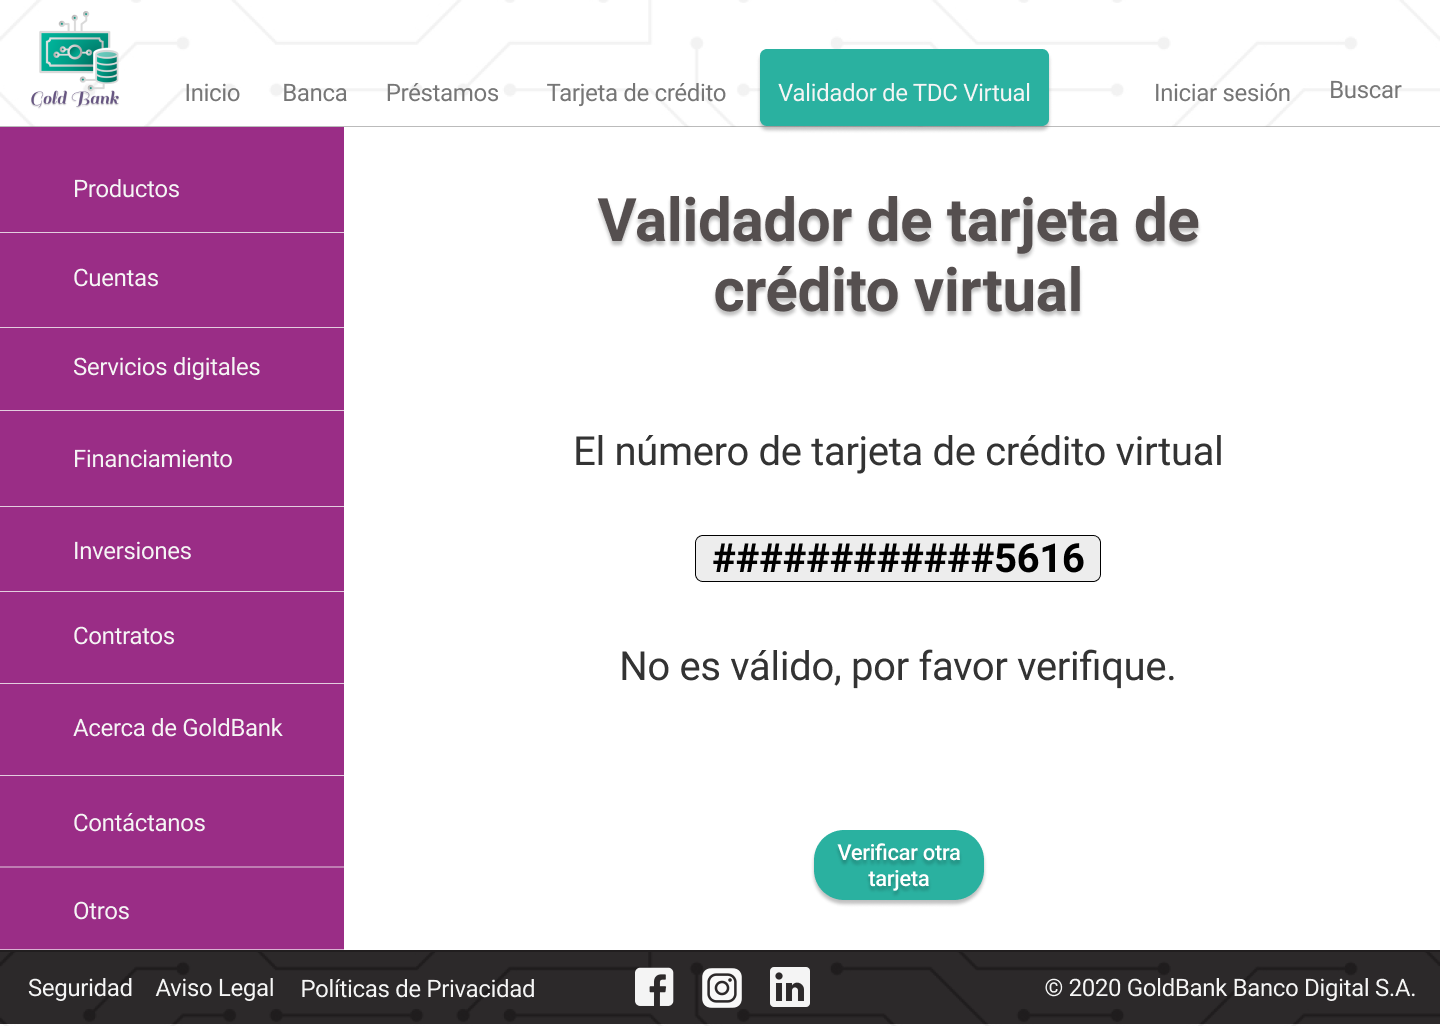 Gold Bank
Inicio
Banca
Préstamos
Tarjeta de crédito
Validador de TDC Virtual
Iniciar sesión
Buscar
Productos
Cuentas
Servicios digitales
Financiamiento
Inversiones
Contratos
Acerca de GoldBank
Contáctanos
Otros
Validador de tarjeta de
crédito virtual
El número de tarjeta de crédito virtual
############5616
No es válido, por favor verifique.
Verificar otra
tarjeta
Seguridad
Aviso Legal
Políticas de Privacidad
© 2020 GoldBank Banco Digital S.A.